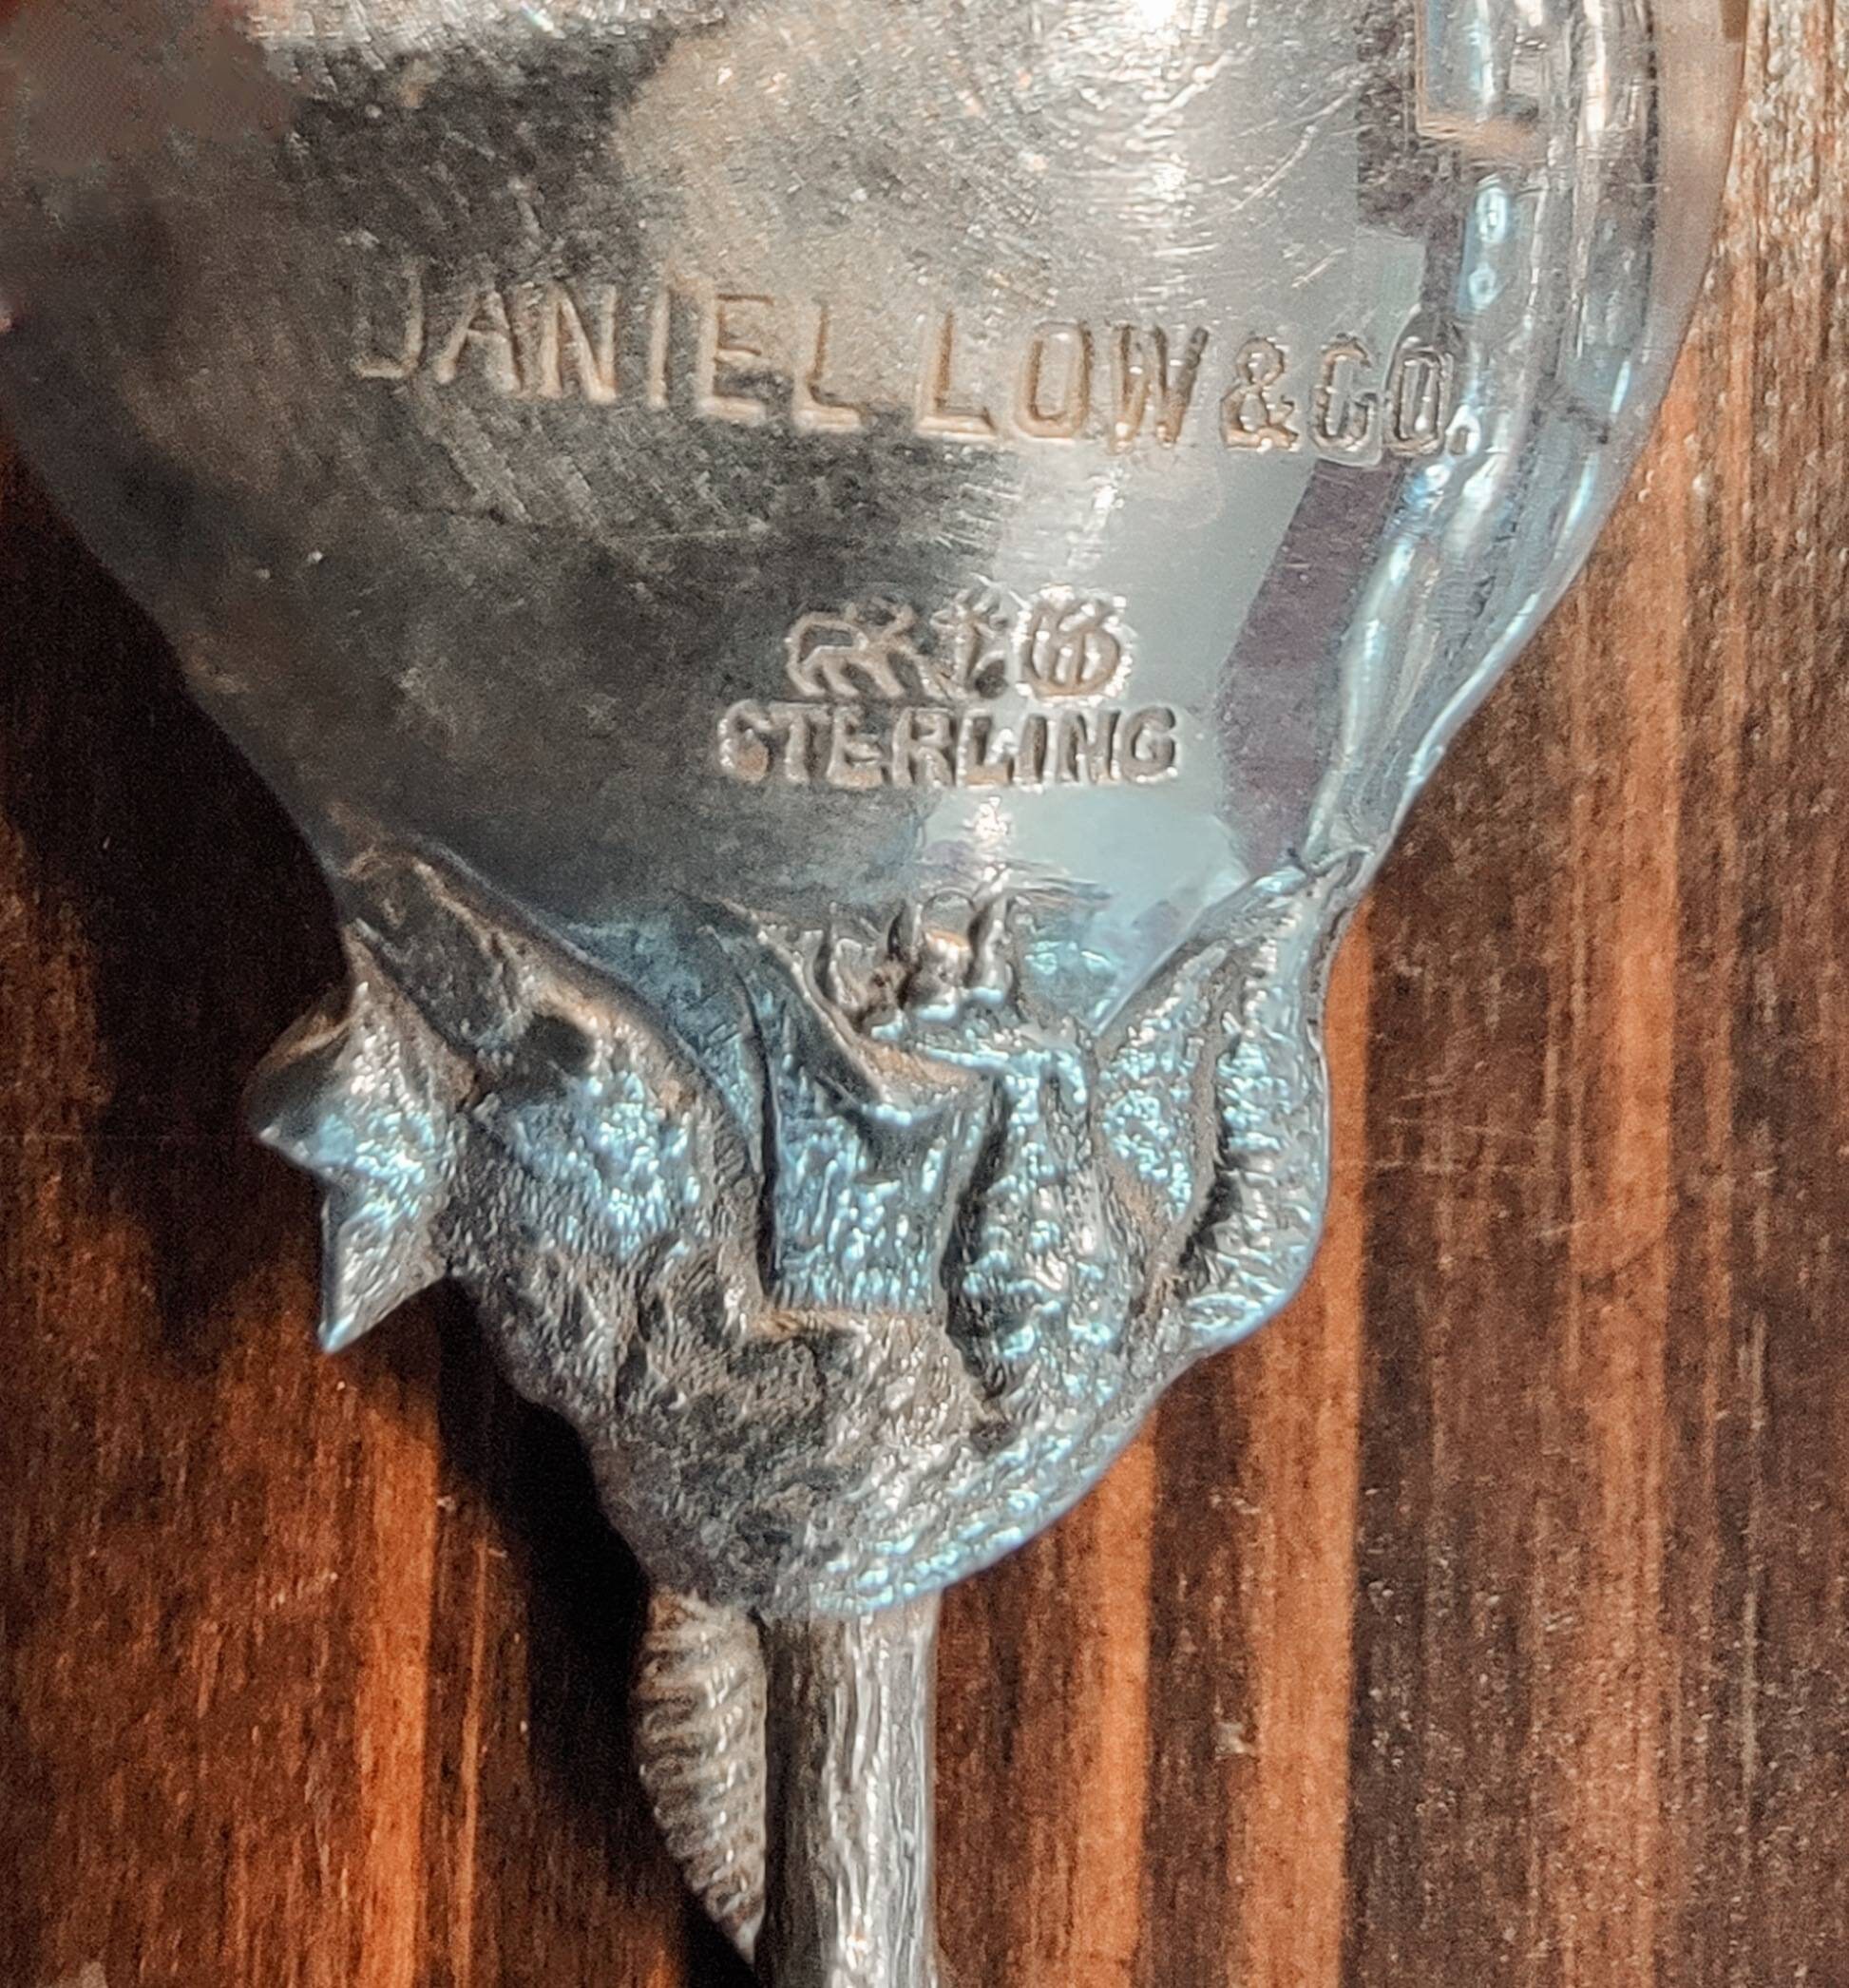 DANIEL LOW & CO.
STERLING